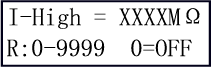 I-High = XXXXMΩ
R:0-9999 0=OFF